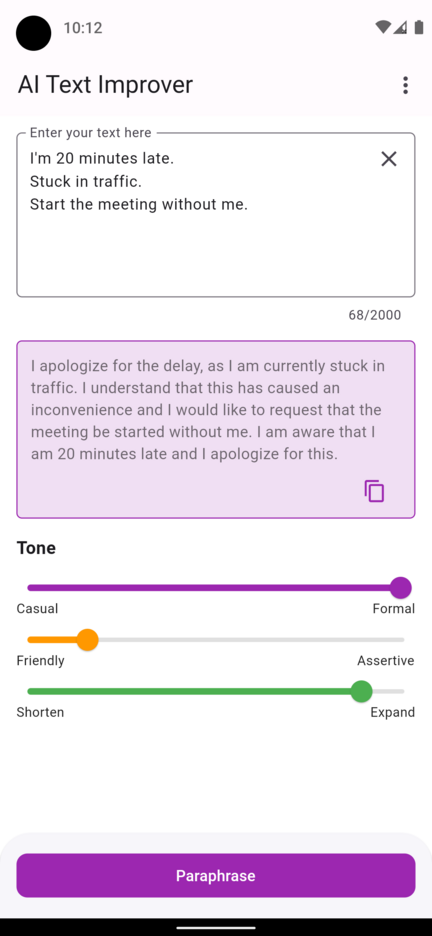 10:12
AI Text Improver
Enter your text here
I'm 20 minutes late.
Stuck in traffic.
Start the meeting without me.
68/2000
I apologize for the delay, as I am currently stuck in
traffic. I understand that this has caused an
inconvenience and I would like to request that the
meeting be started without me. I am aware that I
am 20 minutes late and I apologize for this.
Tone
Casual Formal
Friendly Assertive
Shorten Expand
Paraphrase